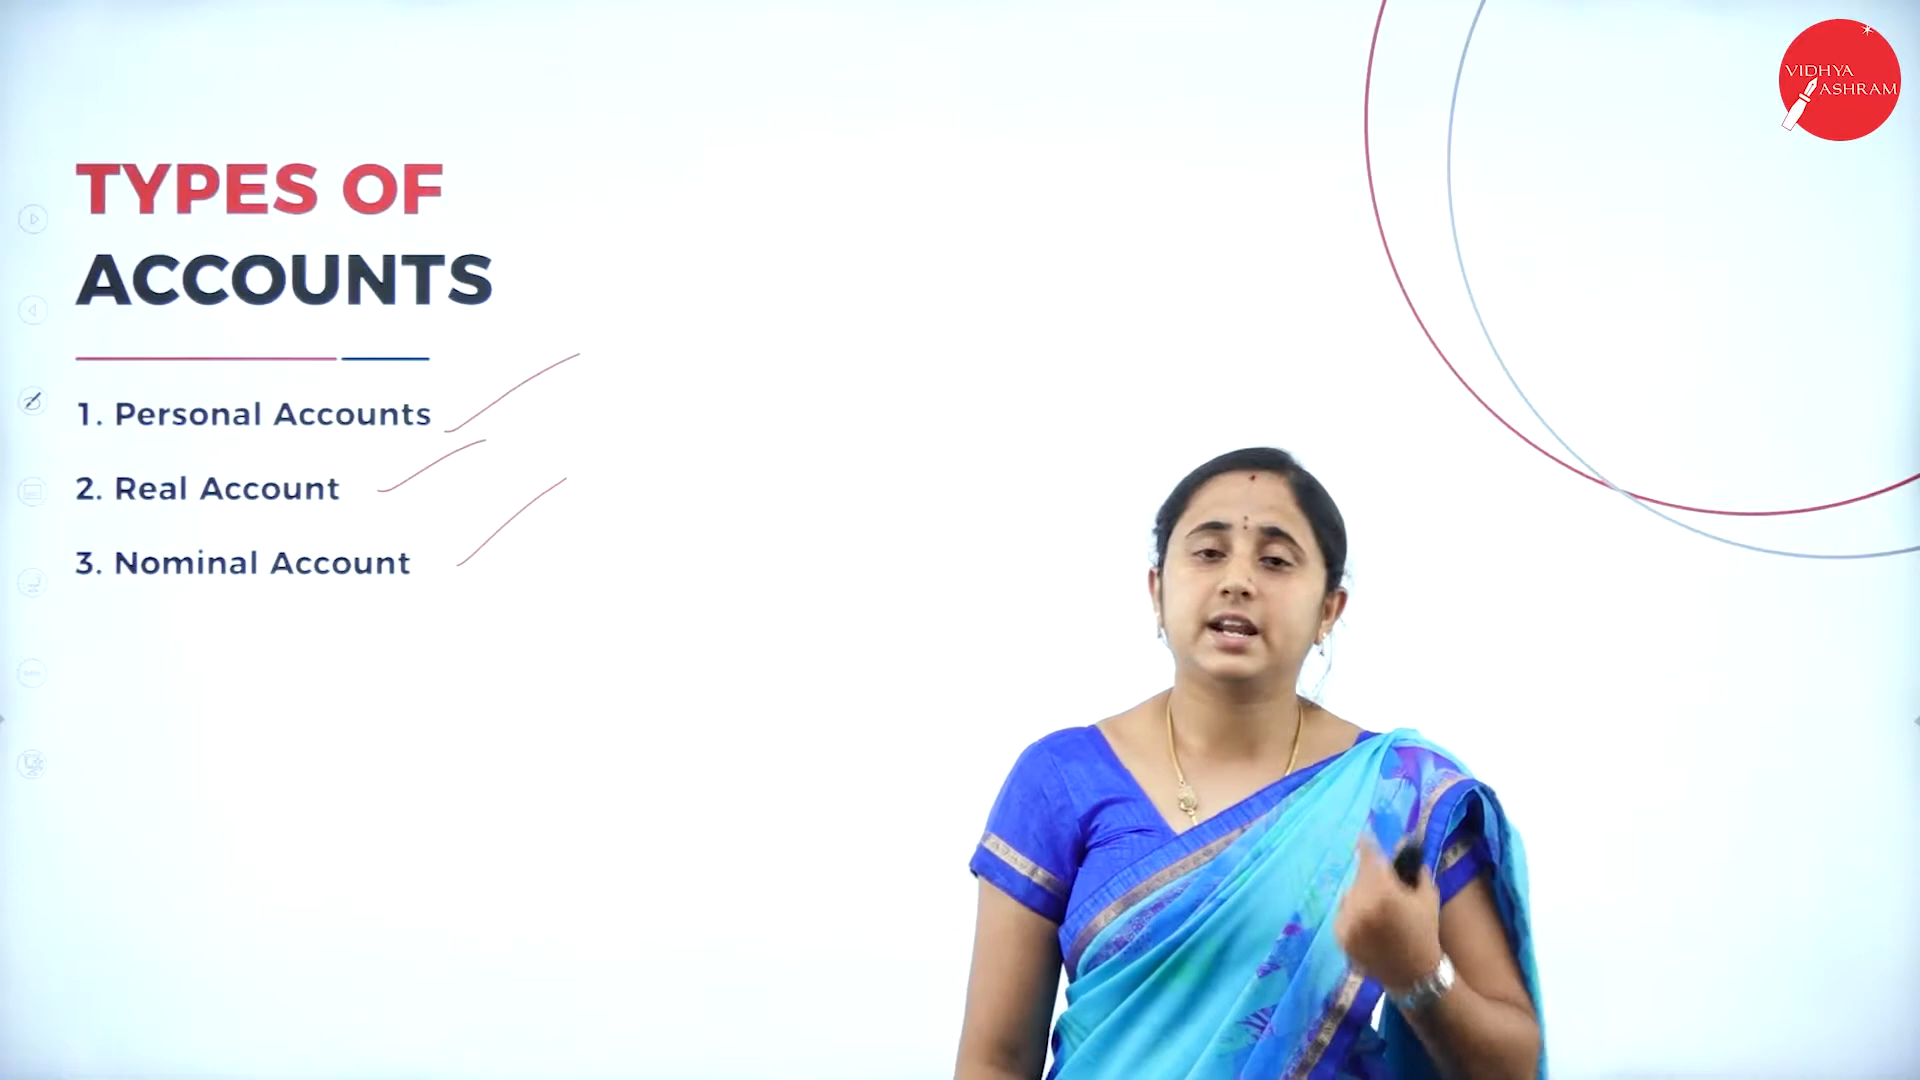 VIDHYA
ASHRAM
TYPES OF
ACCOUNTS
1. Personal Accounts
2. Real Account
3. Nominal Account